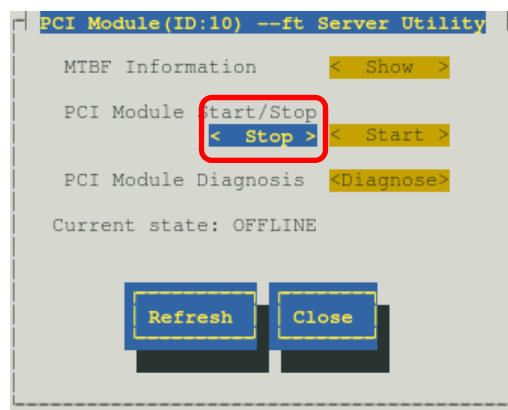 PCI Module(ID:10) --ft Server Utility
MTBF Information < Show >
PCI Module Start/Stop
< Stop > < Start >
PCI Module Diagnosis <Diagnose>
Current state: OFFLINE
Refresh Close